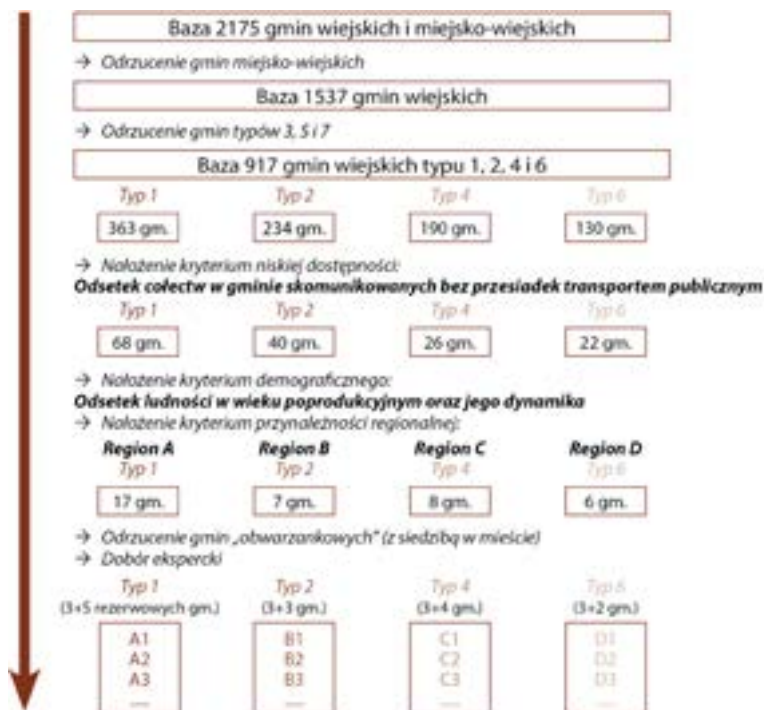 Baza 2175 gmin wiejskich i miejsko-wiejskich
→ Odrzucenie gmin miejsko-wiejskich
Baza 1537 gmin wiejskich
→ Odrzucenie gmin typów 3, 5 i 7
Baza 917 gmin wiejskich typu 1, 2, 4 i 6
Typ 1 Typ 2 Typ 4 Typ 6
363 gm. 234 gm. 190 gm. 130 gm.
→ Nałożenie kryterium niskiej dostępności:
Odsetek cołectw w gminie skomunikowanych bez przesiadek transportem publicznym
Typ 1 Typ 2 Typ 4 Typ 6
68 gm. 40 gm. 26 gm. 22 gm.
→ Nałożenie kryterium demograficznego:
Odsetek ludności w wieku poprodukcyjnym oraz jego dynamika
→ Nałożenie kryterium przynależności regionalnej:
Region A Region B Region C Region D
Typ 1 Typ 2 Typ 4 Typ 6
17 gm. 7 gm. 8 gm. 6 gm.
→ Odrzucenie gmin „obwarzankowych” (z siedzibą w mieście)
→ Dobór ekspercki
Typ 1 Typ 2 Typ 4 Typ 6
(3+5 rezerwowych gm.) (3+3 gm.) (3+4 gm.) (3+2 gm.)
A1 B1 C1 D1
A2 B2 C2 D2
A3 B3 C3 D3
— — — —